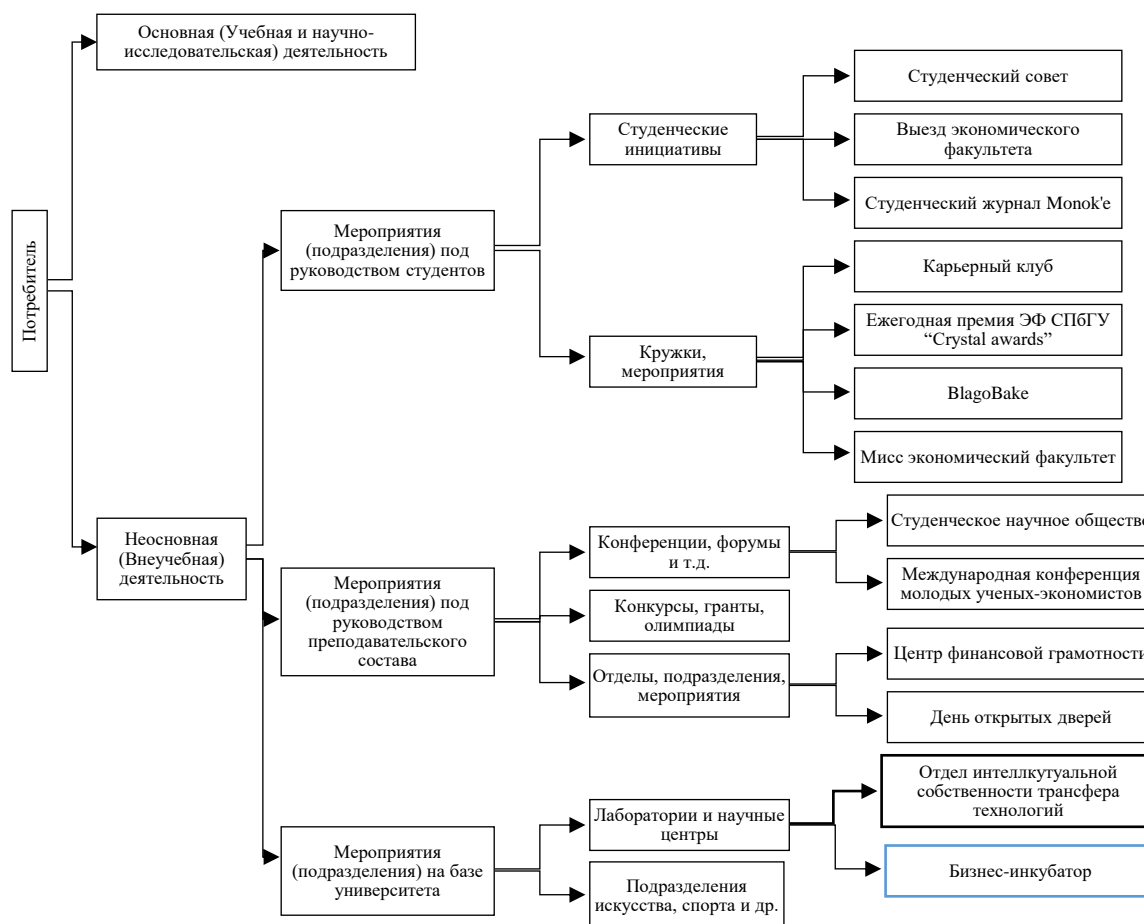 Основная (Учебная и научно-
исследовательская) деятельность
Потребитель
Неосновная
(Внеучебная)
деятельность
Мероприятия
(подразделения) под
руководством студентов
Мероприятия
(подразделения) под
руководством
преподавательского
состава
Мероприятия
(подразделения) на базе
университета
Студенческие
инициативы
Кружки,
мероприятия
Конференции, форумы
и т.д.
Конкурсы, гранты,
олимпиады
Отделы, подразделения,
мероприятия
Лаборатории и научные
центры
Подразделения
искусства, спорта и др.
Студенческий совет
Выезд экономического
факультета
Студенческий журнал Monok'e
Карьерный клуб
Ежегодная премия ЭФ СПбГУ
“Crystal awards”
BlagoBake
Мисс экономический факультет
Студенческое научное общество
Международная конференция
молодых ученых-экономистов
Центр финансовой грамотности
День открытых дверей
Отдел интеллкутуальной
собственности трансфера
технологий
Бизнес-инкубатор